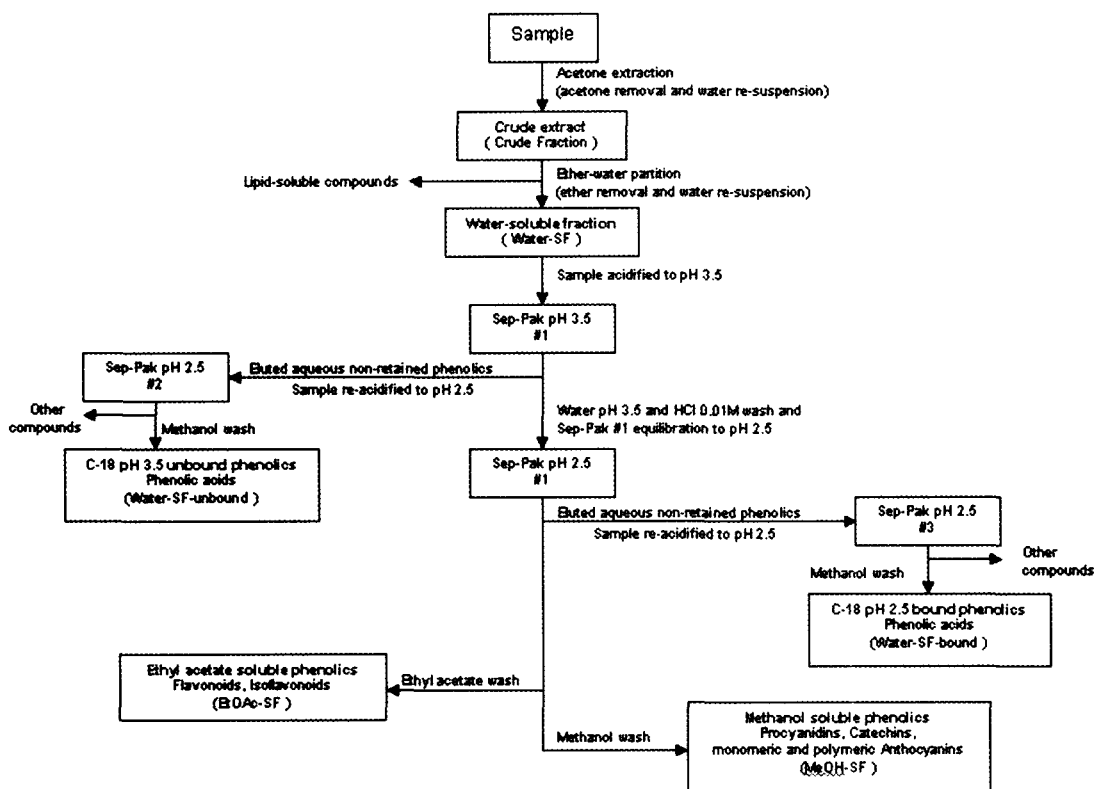 Sample
Acetone extraction
(acetone removal and water re-suspension)
Crude extract
( Crude Fraction )
Lipid-soluble compounds
Ether-water partition
(ether removal and water re-suspension)
Water-soluble fraction
( Water-SF )
Sample acidified to pH 3.5
Sep-Pak pH 3.5
#1
Sep-Pak pH 2.5
#2
Eluted aqueous non-retained phenolics
Sample re-acidified to pH 2.5
Other
compounds
Methanol wash
Water pH 3.5 and HCl 0.01M wash and
Sep-Pak #1 equilibration to pH 2.5
C-18 pH 3.5 unbound phenolics
Phenolic acids
(Water-SF-unbound )
Sep-Pak pH 2.5
#1
Eluted aqueous non-retained phenolics
Sample re-acidified to pH 2.5
Sep-Pak pH 2.5
#3
Methanol wash
Other
compounds
C-18 pH 2.5 bound phenolics
Phenolic acids
(Water-SF-bound )
Ethyl acetate soluble phenolics
Flavonoids, Isoflavonoids
(EtOAc-SF )
Ethyl acetate wash
Methanol wash
Methanol soluble phenolics
Procyanidins, Catechins,
monomeric and polymeric Anthocyanins
(MeOH-SF )